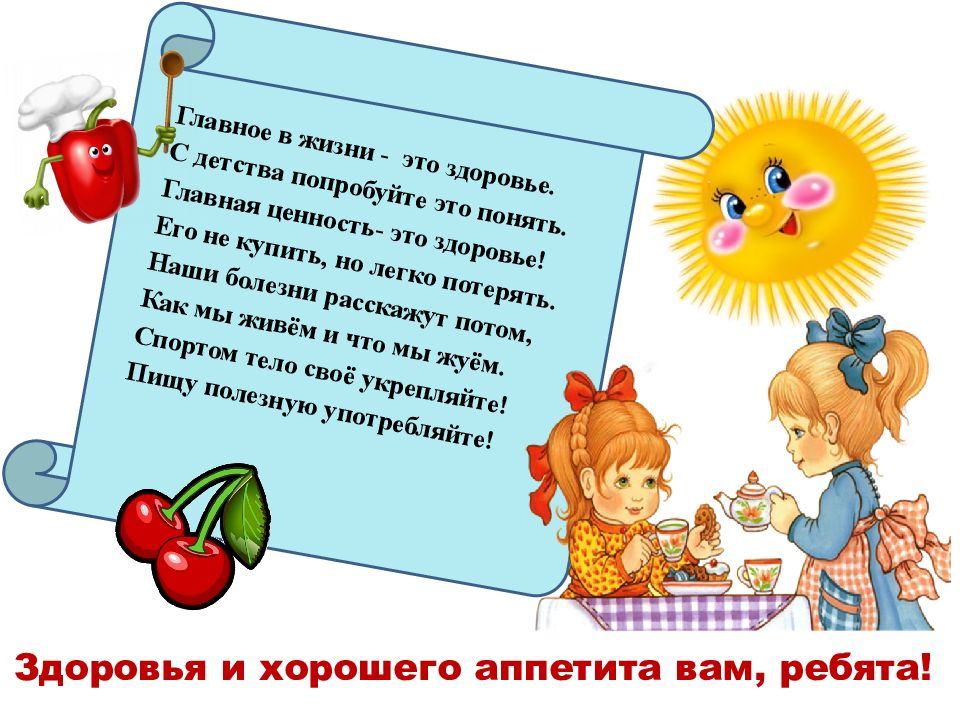 Главное в жизни - это здоровье.
С детства попробуйте это понять.
Главная ценность- это здоровье!
Его не купить, но легко потерять.
Наши болезни расскажут потом,
Как мы живём и что мы жуём.
Спортом тело своё укрепляйте!
Пищу полезную употребляйте!
Здоровья и хорошего аппетита вам, ребята!